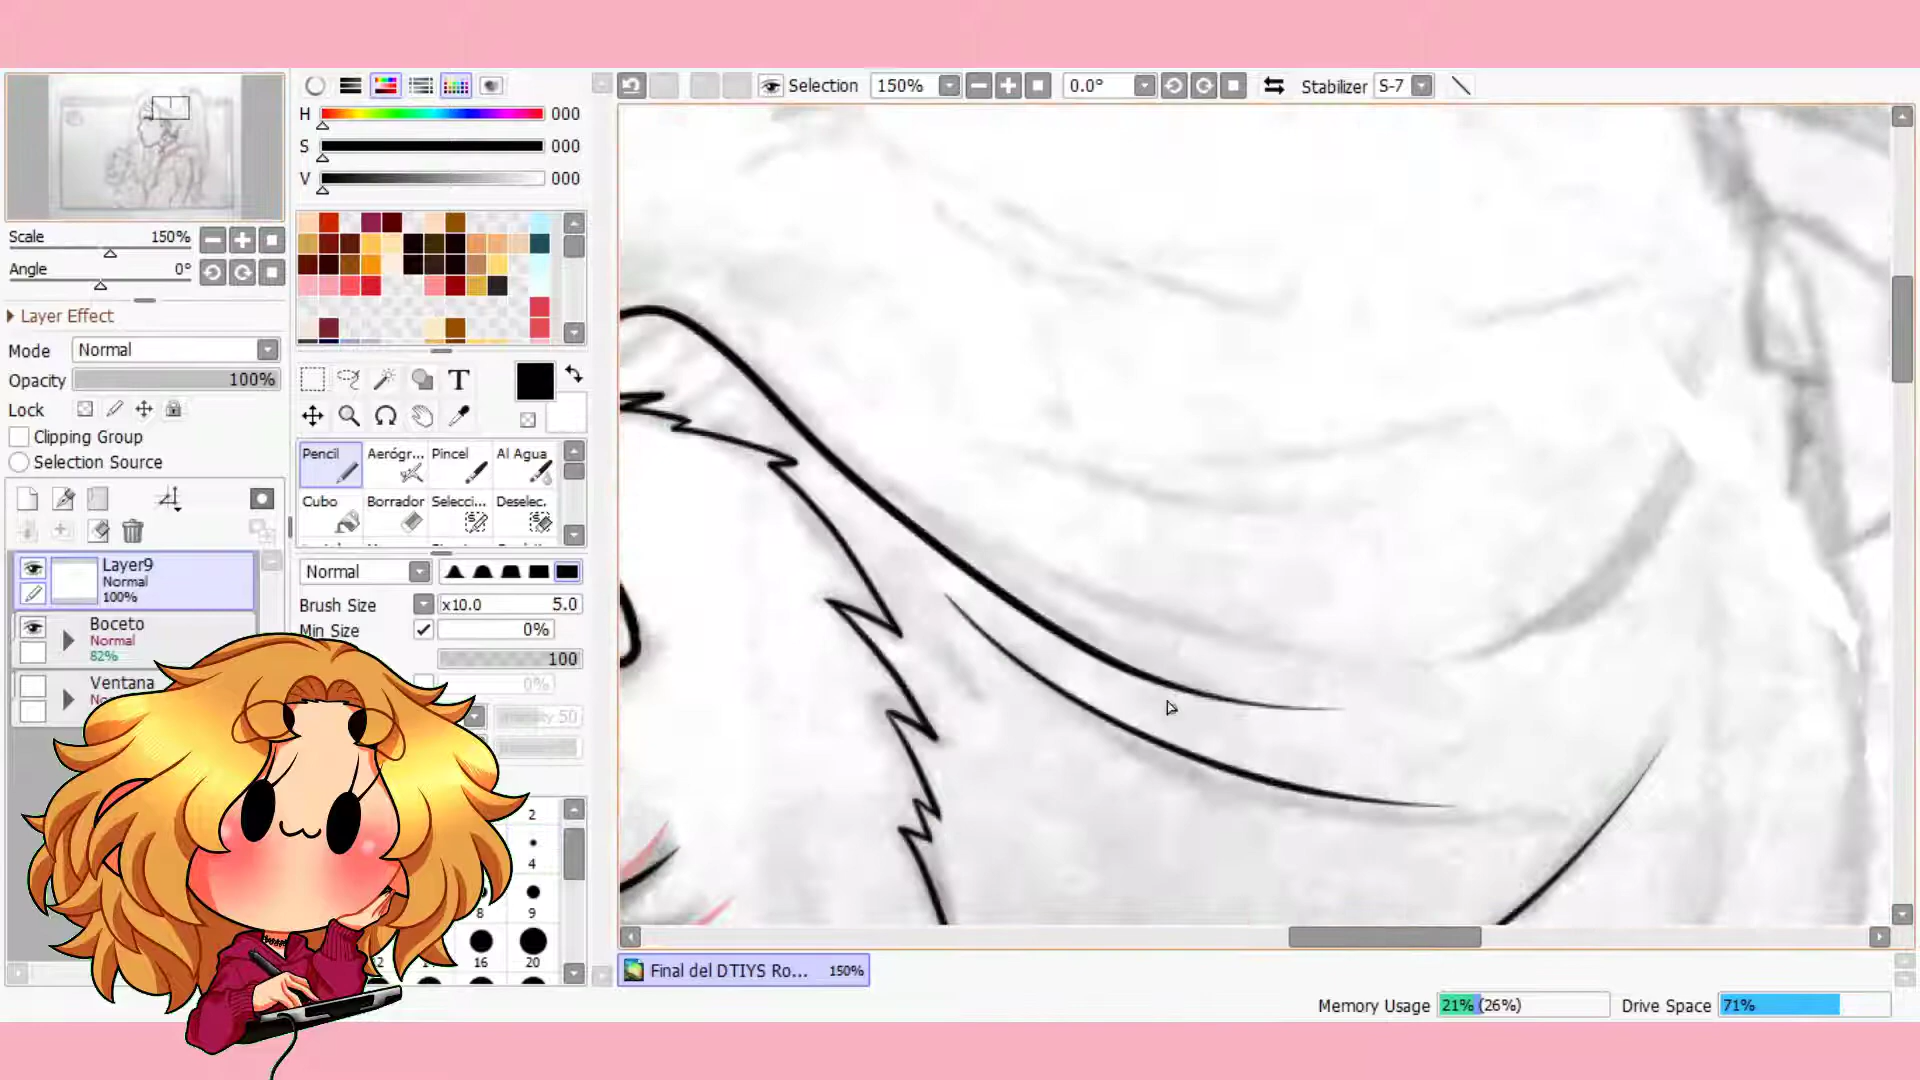 Selection 150% 0.0° Stabilizer S-7
H 000
S 000
V 000
Scale 150%
Angle 0°
Layer Effect
Mode Normal
Opacity 100%
Lock
Clipping Group
Selection Source
T
Pencil Aerógr... Pincel Al Agua
Cubo Borrador Selecci... Deselec.
Normal
Brush Size x10.0 5.0
Min Size 0%
100
0%
50
Layer9
Normal
100%
Boceto
Normal
82%
Ventana
2
4
8 9
16 20
Final del DTIYS Ro... 150%
Memory Usage 21% (26%) Drive Space 71%